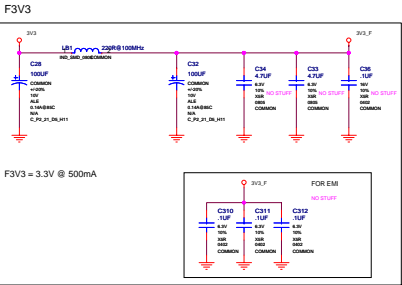 F3V3
3V3
3V3_F
LB1
220R@100MHz
IND_SMD_0805
COMMON
C28
100UF
+/-20%
10V
ALE
0.14A@85C
N/A
C_P2_21_D5_H11
C32
100UF
COMMON
+/-20%
10V
ALE
0.14A@85C
N/A
C_P2_21_D5_H11
C34
4.7UF
6.3V
10%
X5R
0805
COMMON
NO STUFF
C33
4.7UF
6.3V
10%
X5R
0805
COMMON
NO STUFF
C36
.1UF
16V
10%
X5R
0402
COMMON
NO STUFF
F3V3 = 3.3V @ 500mA
3V3_F
FOR EMI
NO STUFF
C310
.1UF
6.3V
10%
X5R
0402
COMMON
C311
.1UF
6.3V
10%
X5R
0402
COMMON
C312
.1UF
6.3V
10%
X5R
0402
COMMON